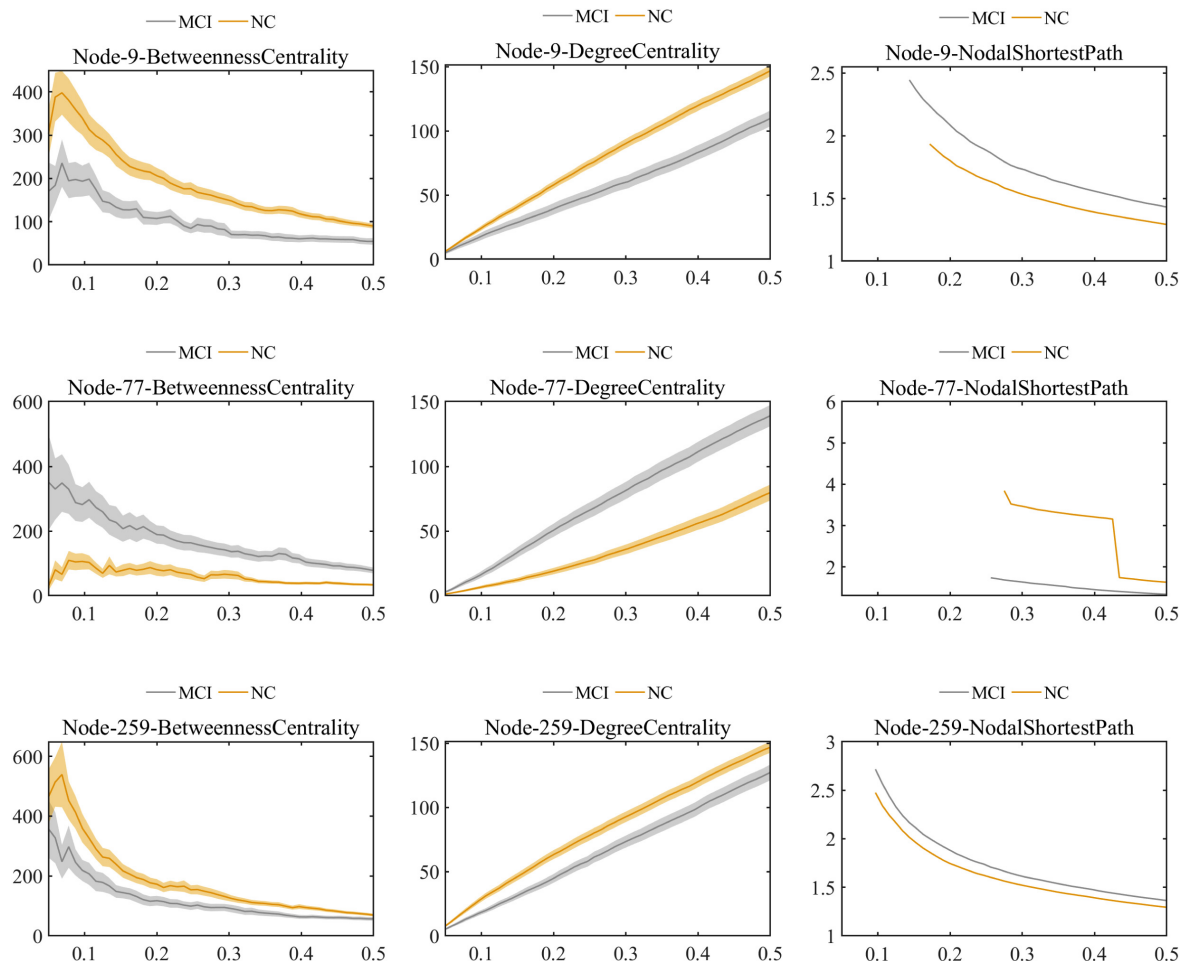 MCI NC
Node-9-BetweennessCentrality
400
300
200
100
0
0.1 0.2 0.3 0.4 0.5
MCI NC
Node-9-DegreeCentrality
150
100
50
0
0.1 0.2 0.3 0.4 0.5
MCI NC
Node-9-NodalShortestPath
2.5
2
1.5
1
0.1 0.2 0.3 0.4 0.5
MCI NC
Node-77-BetweennessCentrality
600
400
200
0
0.1 0.2 0.3 0.4 0.5
MCI NC
Node-77-DegreeCentrality
150
100
50
0
0.1 0.2 0.3 0.4 0.5
MCI NC
Node-77-NodalShortestPath
6
5
4
3
2
0.1 0.2 0.3 0.4 0.5
MCI NC
Node-259-BetweennessCentrality
600
400
200
0
0.1 0.2 0.3 0.4 0.5
MCI NC
Node-259-DegreeCentrality
150
100
50
0
0.1 0.2 0.3 0.4 0.5
MCI NC
Node-259-NodalShortestPath
3
2.5
2
1.5
1
0.1 0.2 0.3 0.4 0.5